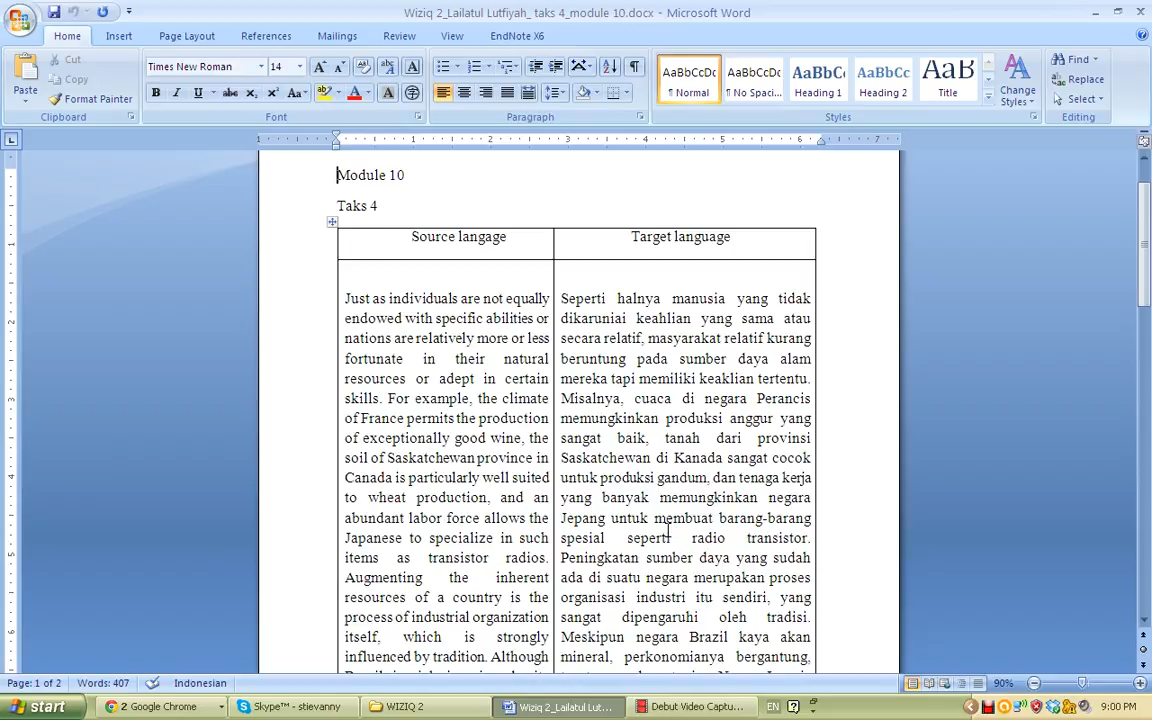 Wiziq 2_Lailatul Lutfiyah_ taks 4_module 10.docx - Microsoft Word
Home Insert Page Layout References Mailings Review View EndNote X6
Paste
Cut
Copy
Format Painter
Clipboard
Times New Roman 14
Font
Paragraph
AaBbCcDc AaBbCcDc AaBbCc AaBbCc AaB
¶ Normal ¶ No Spaci... Heading 1 Heading 2 Title
Change
Styles
Styles
Find
Replace
Select
Editing
Module 10
Taks 4
Source langage
Target language
Just as individuals are not equally
endowed with specific abilities or
nations are relatively more or less
fortunate in their natural
resources or adept in certain
skills. For example, the climate
of France permits the production
of exceptionally good wine, the
soil of Saskatchewan province in
Canada is particularly well suited
to wheat production, and an
abundant labor force allows the
Japanese to specialize in such
items as transistor radios.
Augmenting the inherent
resources of a country is the
process of industrial organization
itself, which is strongly
influenced by tradition. Although
Seperti halnya manusia yang tidak
dikaruniai keahlian yang sama atau
secara relatif, masyarakat relatif kurang
beruntung pada sumber daya alam
mereka tapi memiliki keaklian tertentu.
Misalnya, cuaca di negara Perancis
memungkinkan produksi anggur yang
sangat baik, tanah dari provinsi
Saskatchewan di Kanada sangat cocok
untuk produksi gandum, dan tenaga kerja
yang banyak memungkinkan negara
Jepang untuk membuat barang-barang
spesial seperti radio transistor.
Peningkatan sumber daya yang sudah
ada di suatu negara merupakan proses
organisasi industri itu sendiri, yang
sangat dipengaruhi oleh tradisi.
Meskipun negara Brazil kaya akan
mineral, perkonomianya bergantung,
Page: 1 of 2 Words: 407 Indonesian 90%
start 2 Google Chrome Skype™ - stievanny WIZIQ 2 Wiziq 2_Lailatul Lut... Debut Video Captu... EN 9:00 PM